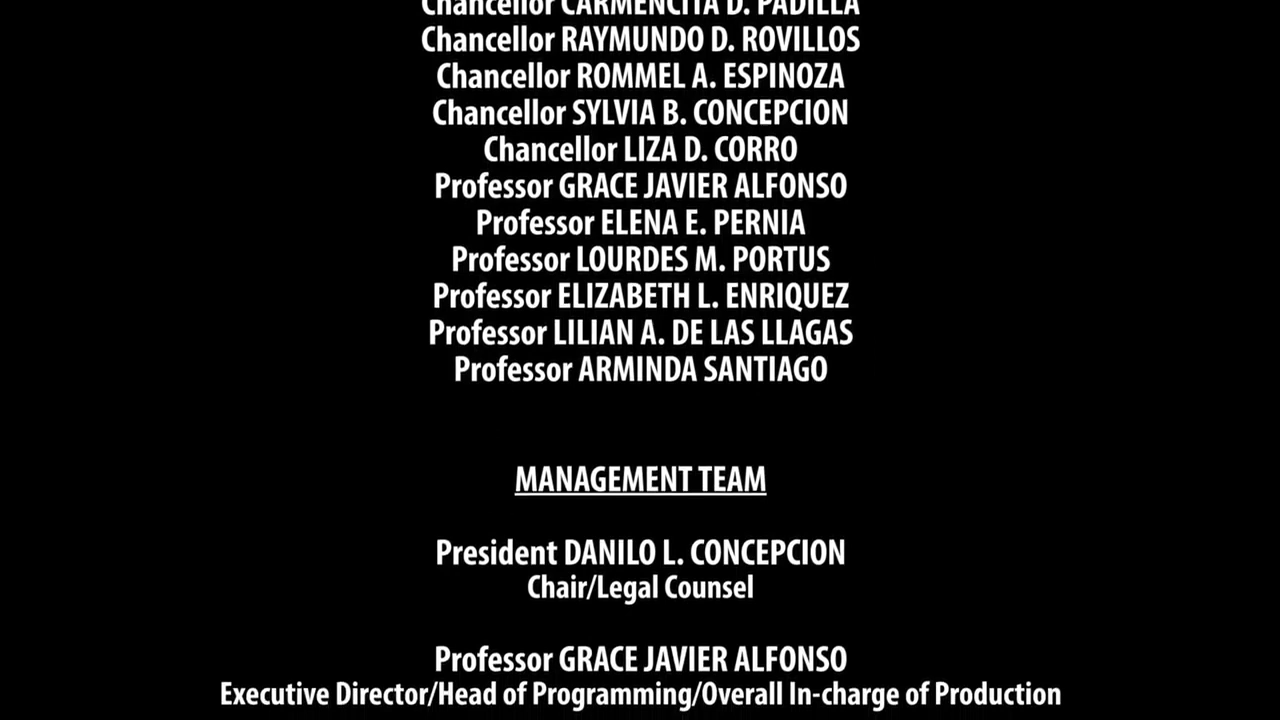 Chancellor CARMENCITA D. PADILLA
Chancellor RAYMUNDO D. ROVILLOS
Chancellor ROMMEL A. ESPINOZA
Chancellor SYLVIA B. CONCEPCION
Chancellor LIZA D. CORRO
Professor GRACE JAVIER ALFONSO
Professor ELENA E. PERNIA
Professor LOURDES M. PORTUS
Professor ELIZABETH L. ENRIQUEZ
Professor LILIAN A. DE LAS LLAGAS
Professor ARMINDA SANTIAGO
MANAGEMENT TEAM
President DANILO L. CONCEPCION
Chair/Legal Counsel
Professor GRACE JAVIER ALFONSO
Executive Director/Head of Programming/Overall In-charge of Production